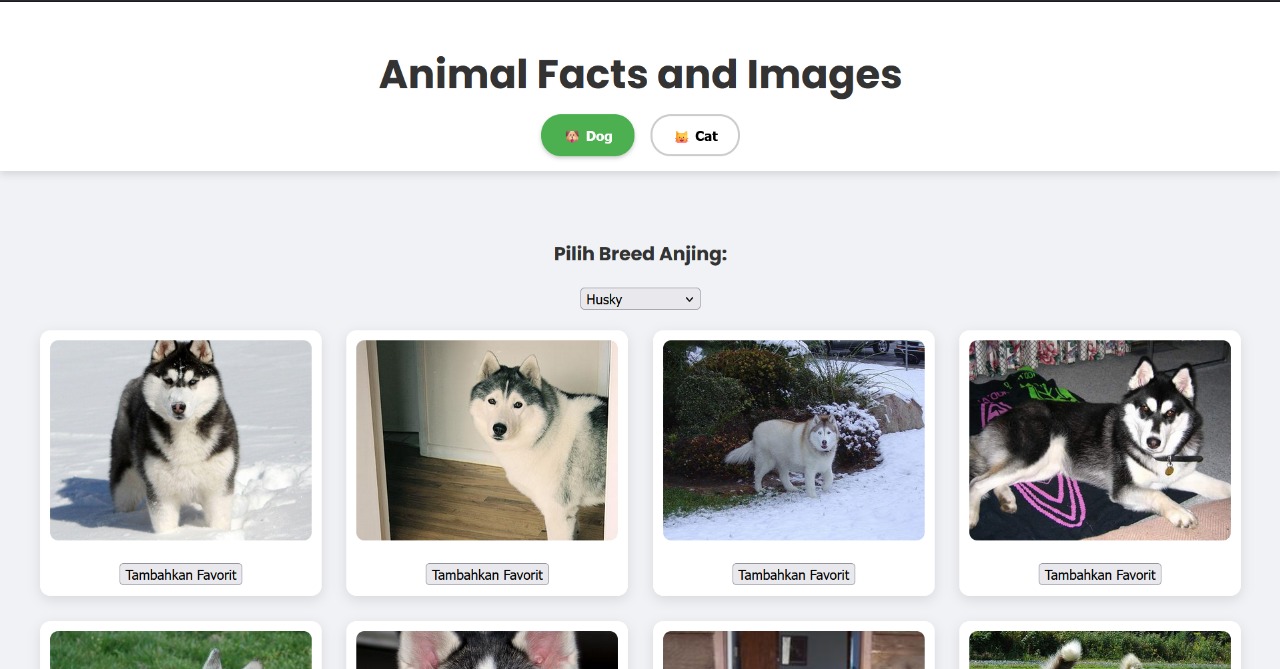 Animal Facts and Images
🐶 Dog
🐱 Cat
Pilih Breed Anjing:
Husky
Tambahkan Favorit
Tambahkan Favorit
Tambahkan Favorit
Tambahkan Favorit